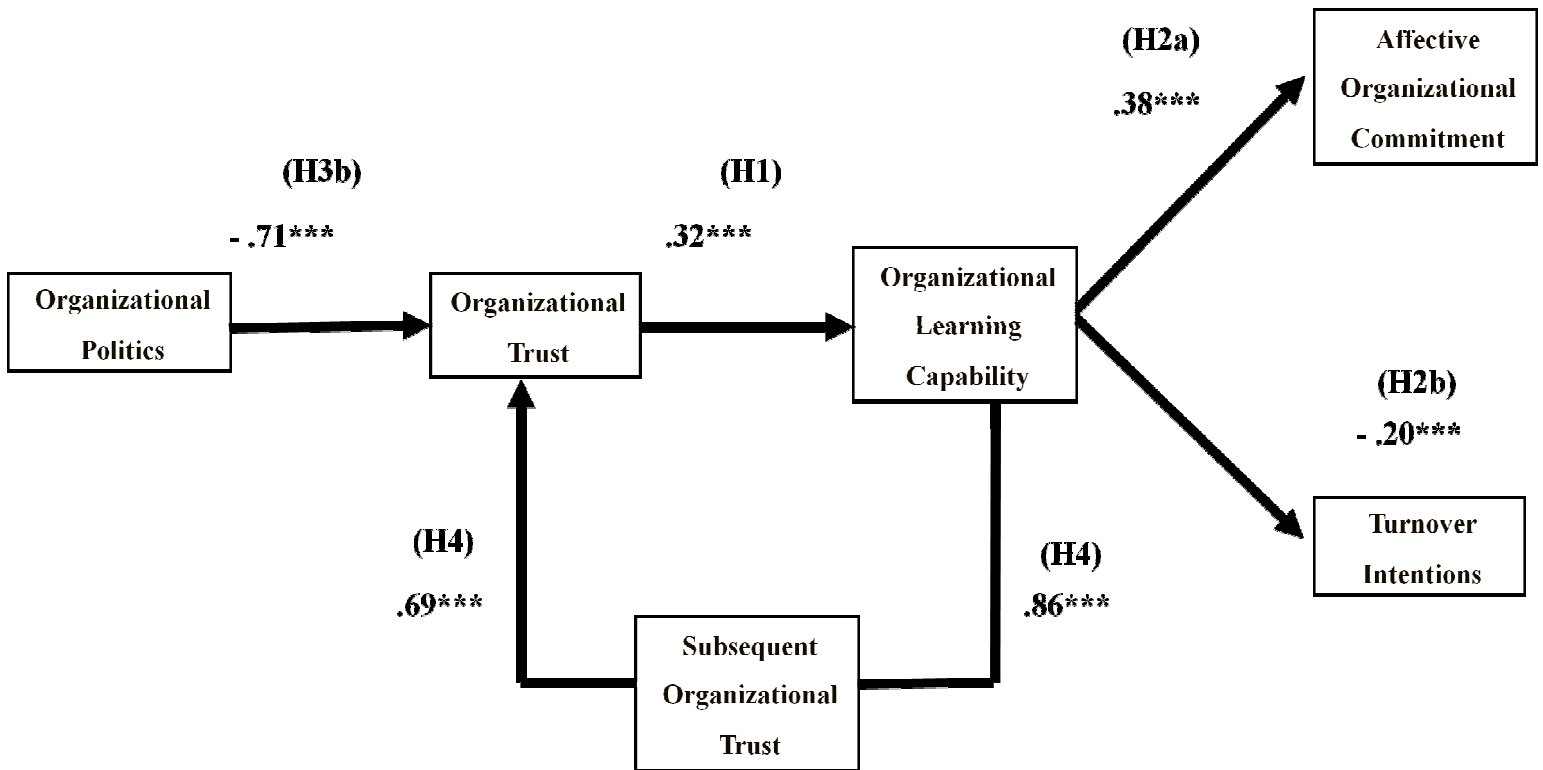 (H2a)
.38***
Affective
Organizational
Commitment
(H3b)
- .71***
(H1)
.32***
Organizational
Politics
Organizational
Trust
Organizational
Learning
Capability
(H2b)
- .20***
(H4)
.69***
(H4)
.86***
Turnover
Intentions
Subsequent
Organizational
Trust